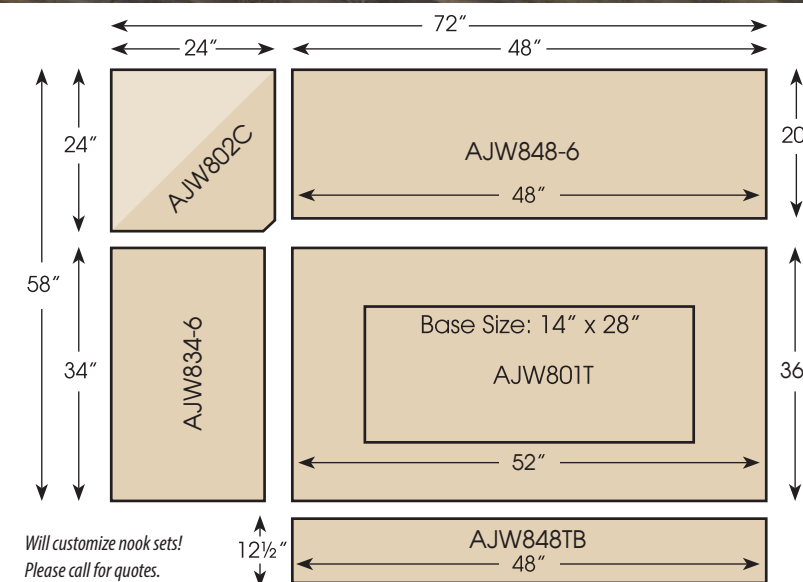 72″
24″
48″
24″
AJW802C
AJW848-6
48″
20
58″
34″
AJW834-6
Base Size: 14″ x 28″
AJW801T
52″
36
Will customize nook sets!
Please call for quotes.
12½″
AJW848TB
48″